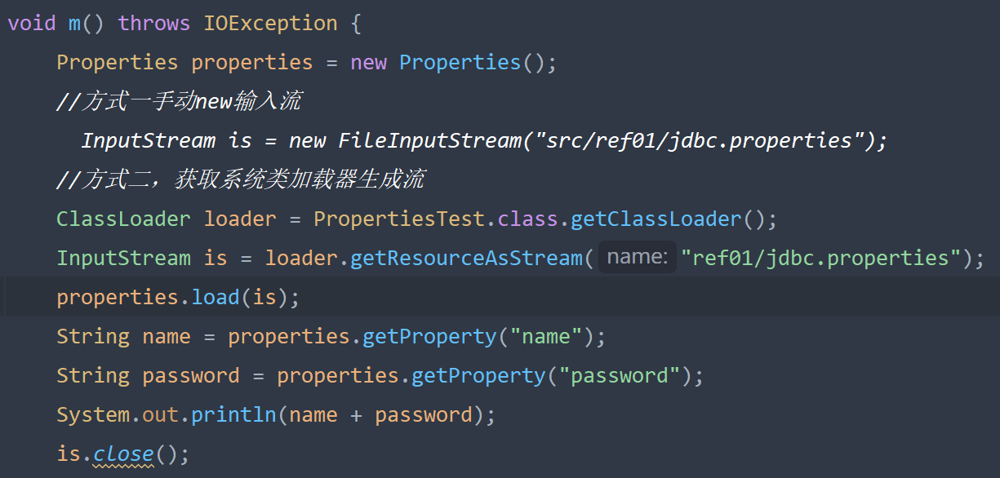 void m() throws IOException {
    Properties properties = new Properties();
    //方式一手动new输入流
      InputStream is = new FileInputStream("src/ref01/jdbc.properties");
    //方式二，获取系统类加载器生成流
    ClassLoader loader = PropertiesTest.class.getClassLoader();
    InputStream is = loader.getResourceAsStream( name: "ref01/jdbc.properties");
    properties.load(is);
    String name = properties.getProperty("name");
    String password = properties.getProperty("password");
    System.out.println(name + password);
    is.close();